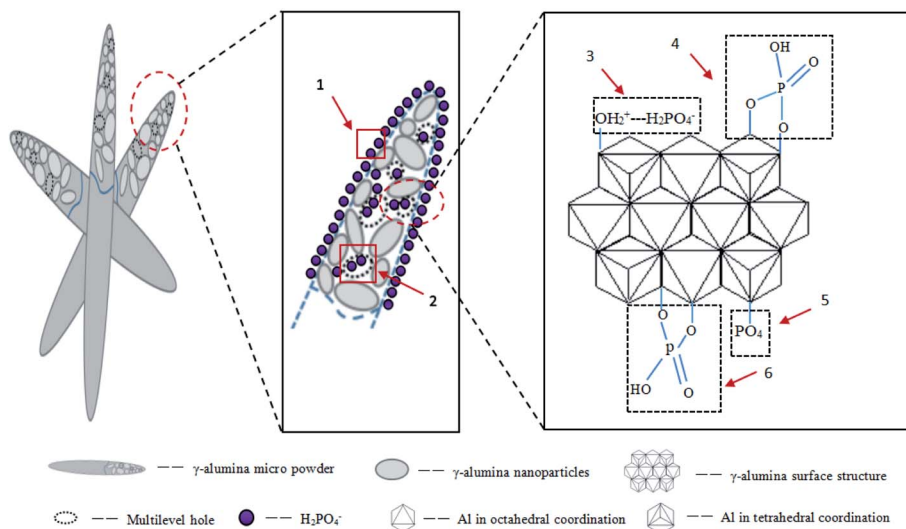 1
2
3
4
OH
P
O
O
O
OH₂⁺---H₂PO₄⁻
5
PO₄
O
O
p
HO
O
6
γ-alumina micro powder
γ-alumina nanoparticles
γ-alumina surface structure
Multilevel hole
H₂PO₄⁻
Al in octahedral coordination
Al in tetrahedral coordination